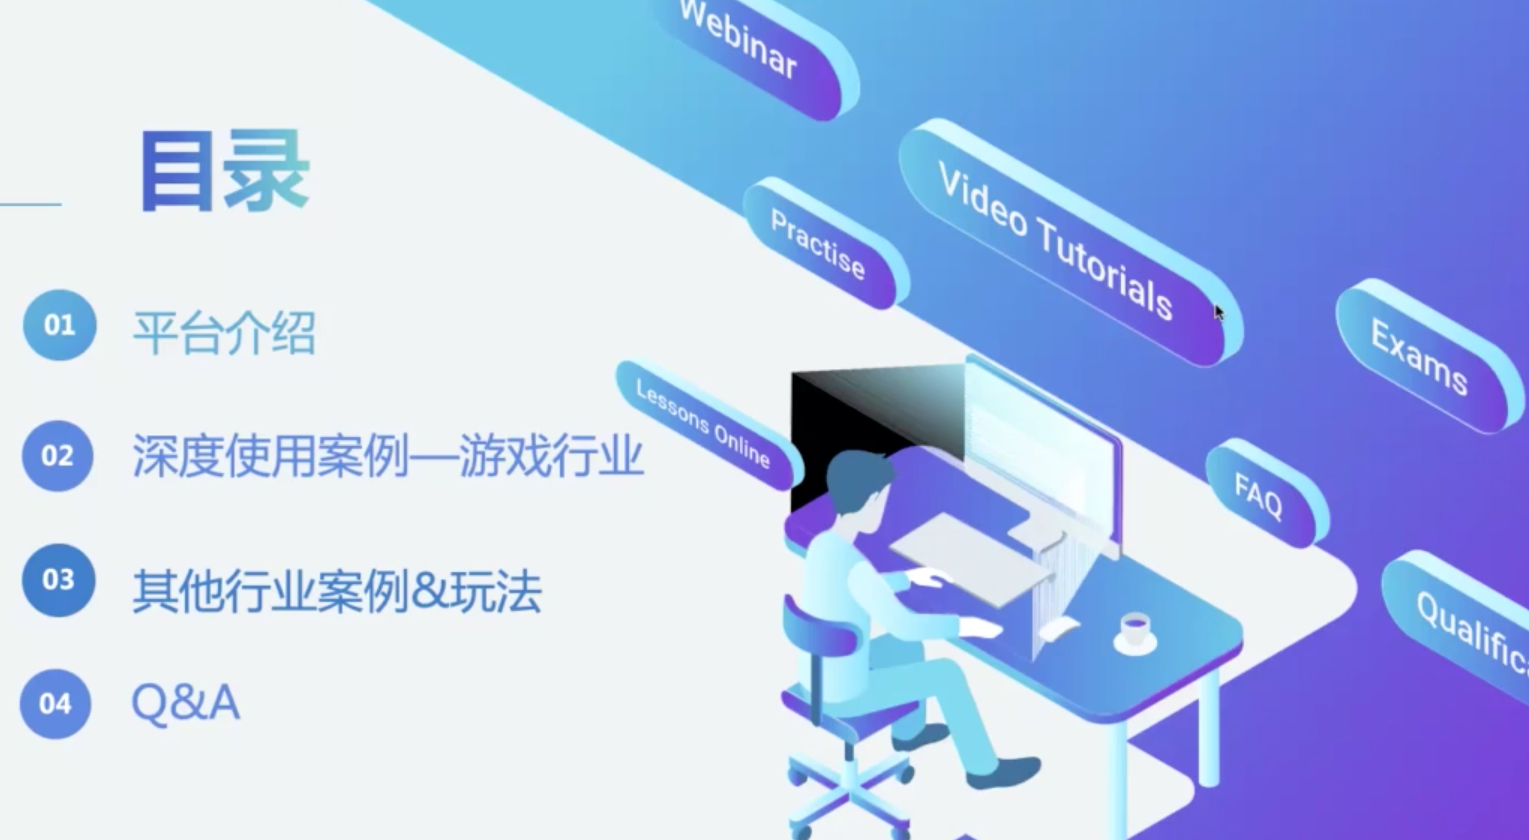 目录
01 平台介绍
02 深度使用案例—游戏行业
03 其他行业案例&玩法
04 Q&A
Webinar
Video Tutorials
Practise
Exams
Lessons Online
FAQ